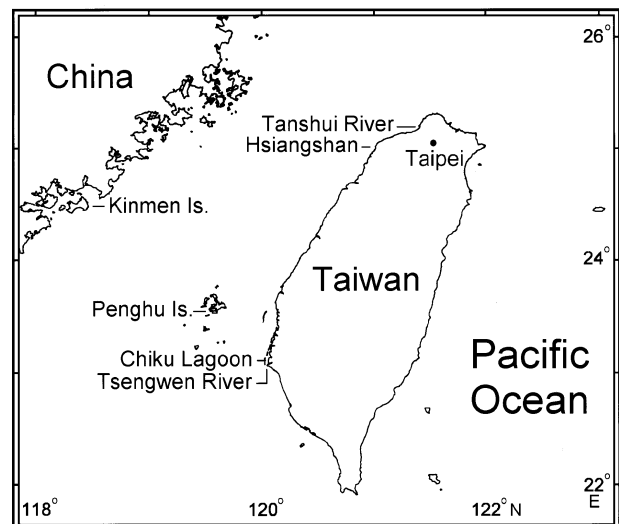 China
26°
Tanshui River
Hsiangshan
Taipei
Kinmen Is.
24°
Taiwan
Penghu Is.
Chiku Lagoon
Tsengwen River
Pacific
Ocean
22°
118°
120°
122° N
E